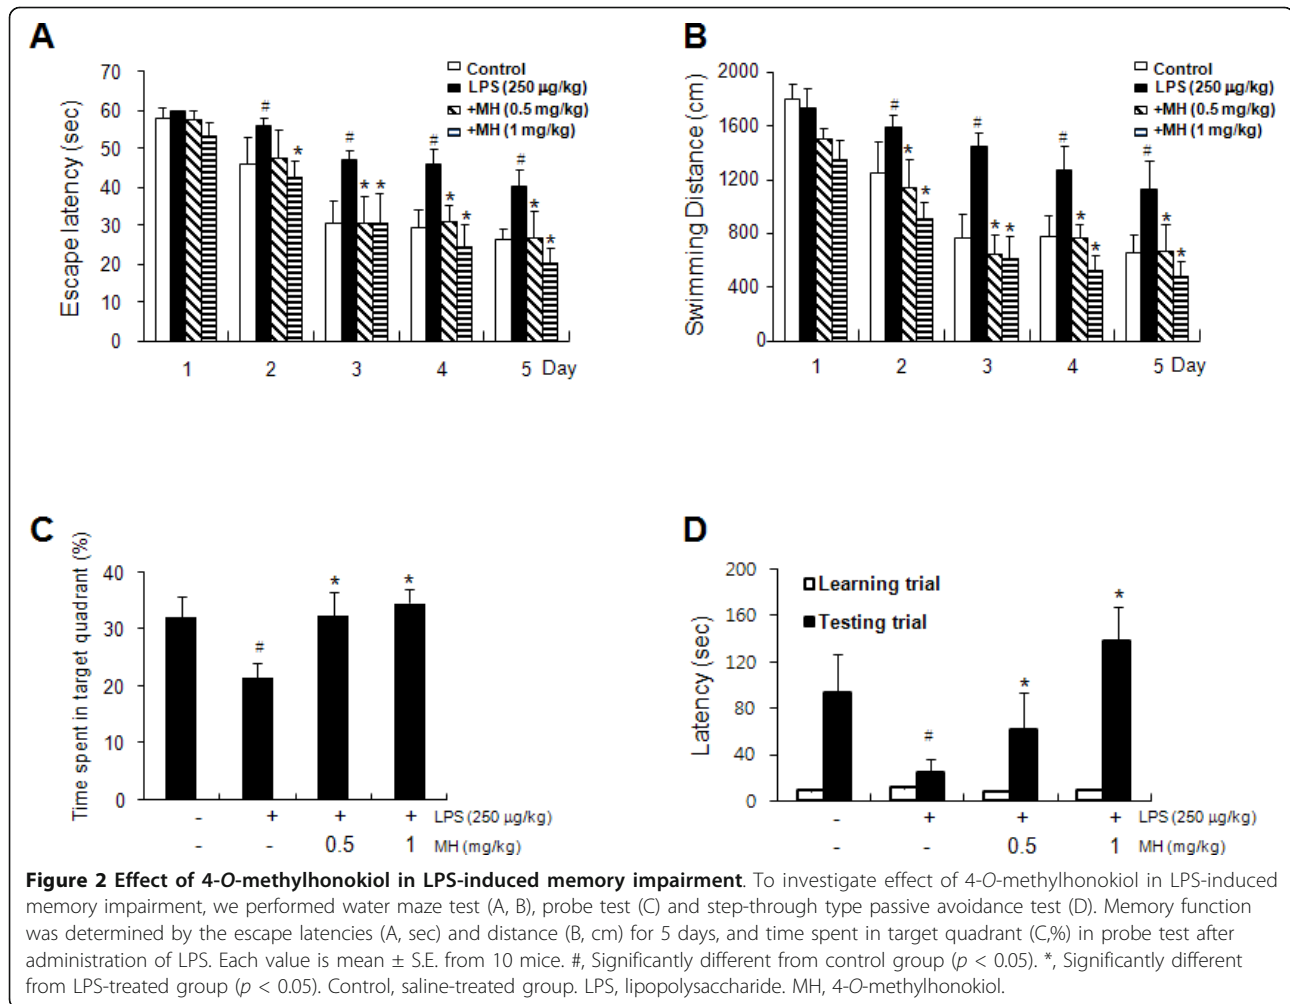 A
Escape latency (sec)
70
60
50
40
30
20
10
0
Control
LPS (250 µg/kg)
+MH (0.5 mg/kg)
+MH (1 mg/kg)
#
*
#
* *
#
*
*
#
*
*
1 2 3 4 5 Day
B
Swimming Distance (cm)
2000
1600
1200
800
400
0
Control
LPS (250 µg/kg)
+MH (0.5 mg/kg)
+MH (1 mg/kg)
#
*
*
#
* *
#
*
*
#
*
*
1 2 3 4 5 Day
C
Time spent in target quadrant (%)
40
30
20
10
0
#
*
*
- + + + LPS (250 µg/kg)
- - 0.5 1 MH (mg/kg)
D
Latency (sec)
200
160
120
80
40
0
Learning trial
Testing trial
#
*
*
- + + + LPS (250 µg/kg)
- - 0.5 1 MH (mg/kg)
Figure 2 Effect of 4-O-methylhonokiol in LPS-induced memory impairment. To investigate effect of 4-O-methylhonokiol in LPS-induced
memory impairment, we performed water maze test (A, B), probe test (C) and step-through type passive avoidance test (D). Memory function
was determined by the escape latencies (A, sec) and distance (B, cm) for 5 days, and time spent in target quadrant (C,%) in probe test after
administration of LPS. Each value is mean ± S.E. from 10 mice. #, Significantly different from control group (p < 0.05). *, Significantly different
from LPS-treated group (p < 0.05). Control, saline-treated group. LPS, lipopolysaccharide. MH, 4-O-methylhonokiol.